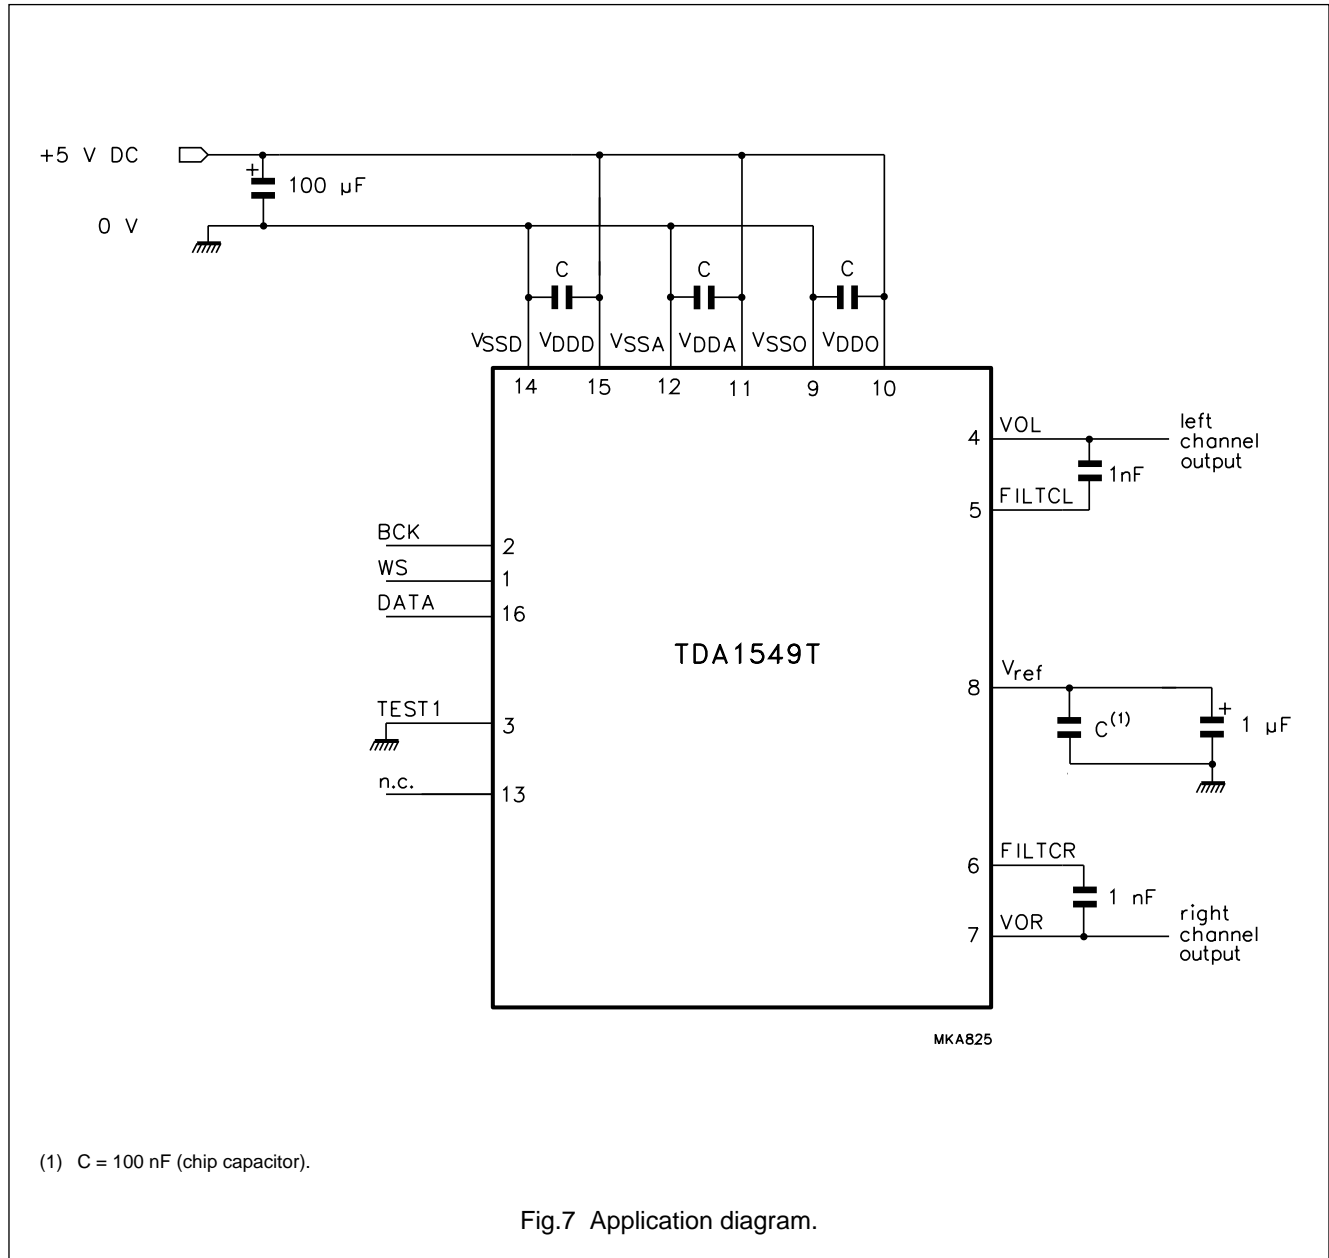 +5 V DC
+
100 µF
0 V
C C C
VSSD VDDD VSSA VDDA VSSO VDDO
14 15 12 11 9 10
4 VOL
left
channel
output
1nF
5 FILTCL
BCK
2
WS
1
DATA
16
TDA1549T
8 Vref
TEST1
3
C(1)
+
1 µF
n.c.
13
6 FILTCR
1 nF
7 VOR
right
channel
output
MKA825
(1) C = 100 nF (chip capacitor).
Fig.7 Application diagram.